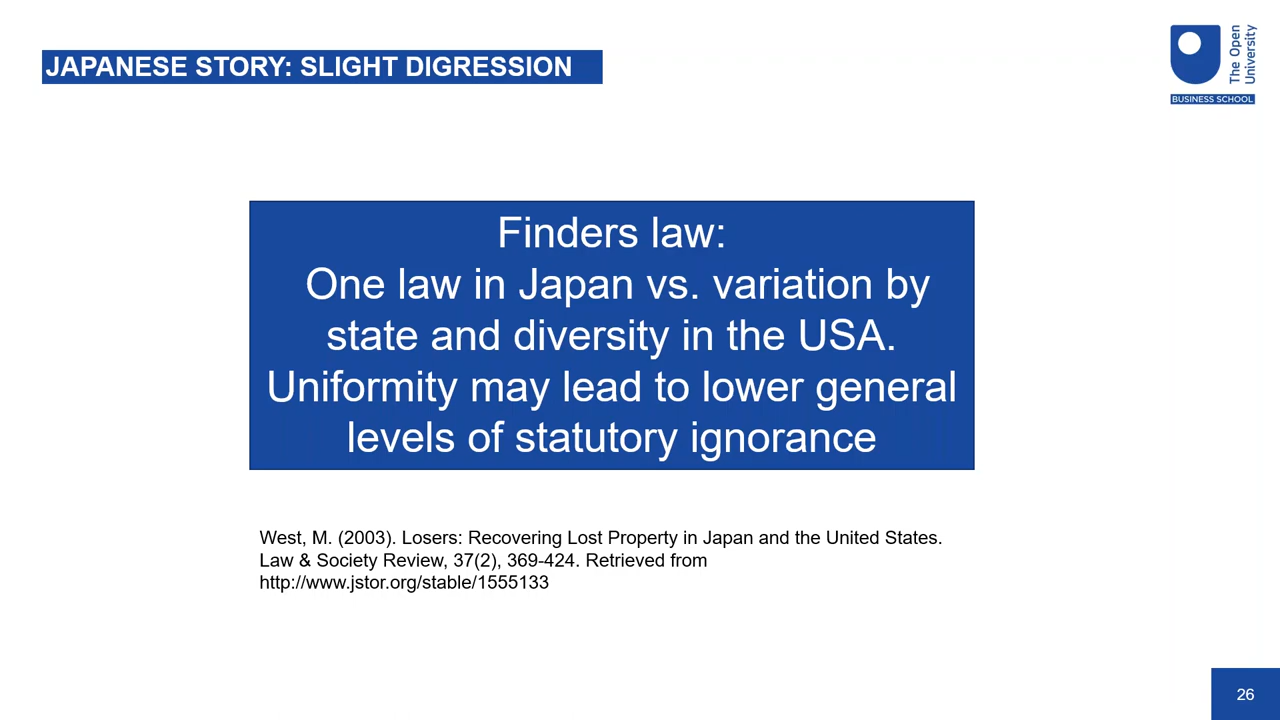 JAPANESE STORY: SLIGHT DIGRESSION
The Open
University
BUSINESS SCHOOL
Finders law:
One law in Japan vs. variation by
state and diversity in the USA.
Uniformity may lead to lower general
levels of statutory ignorance
West, M. (2003). Losers: Recovering Lost Property in Japan and the United States.
Law & Society Review, 37(2), 369-424. Retrieved from
http://www.jstor.org/stable/1555133
26